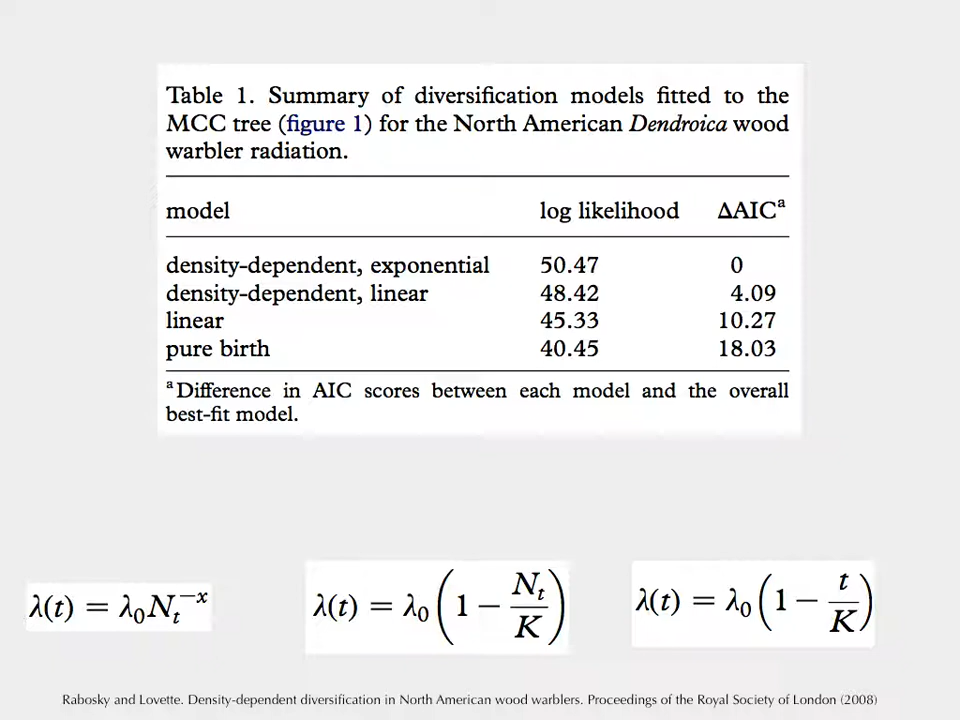 Table 1. Summary of diversification models fitted to the
MCC tree (figure 1) for the North American Dendroica wood
warbler radiation.
model log likelihood ΔAICᵃ
density-dependent, exponential 50.47 0
density-dependent, linear 48.42 4.09
linear 45.33 10.27
pure birth 40.45 18.03
ᵃDifference in AIC scores between each model and the overall
best-fit model.
λ(t) = λ₀Nₜ⁻ˣ λ(t) = λ₀(1 − Nₜ/K) λ(t) = λ₀(1 − t/K)
Rabosky and Lovette. Density-dependent diversification in North American wood warblers. Proceedings of the Royal Society of London (2008)